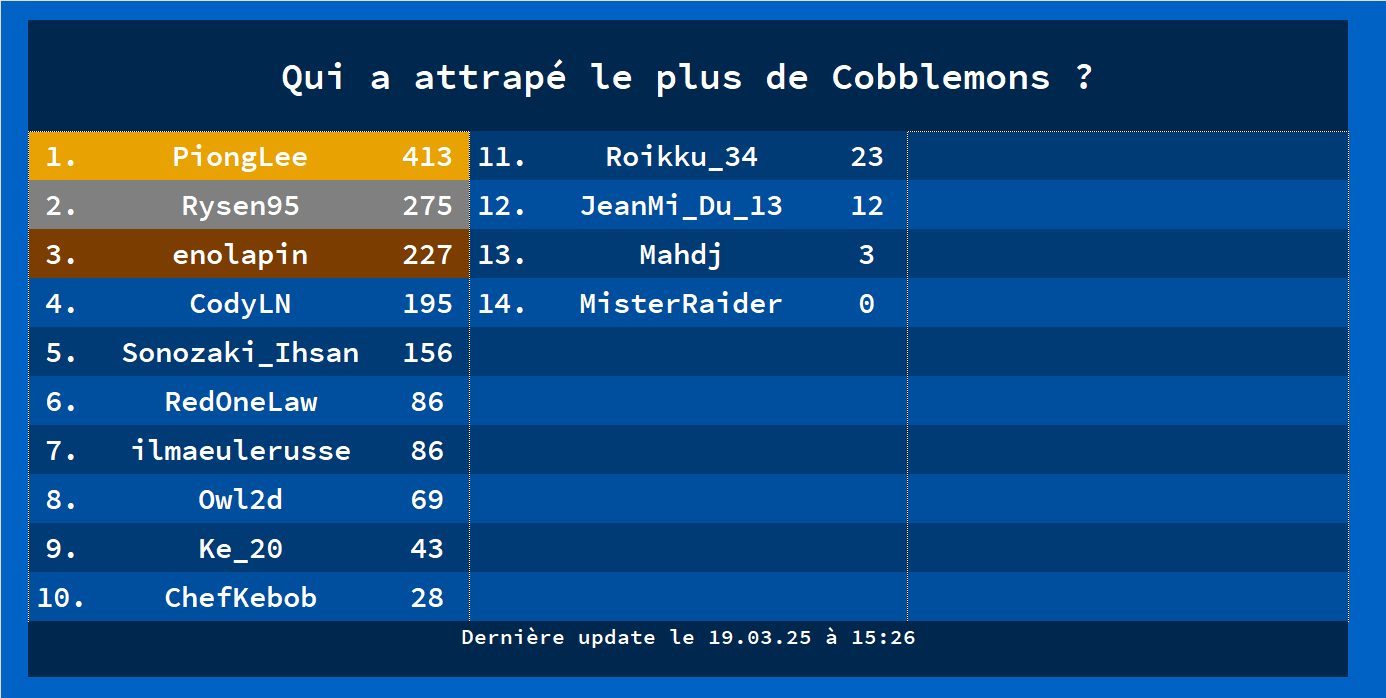 Qui a attrapé le plus de Cobblemons ?
1. PiongLee 413
2. Rysen95 275
3. enolapin 227
4. CodyLN 195
5. Sonozaki_Ihsan 156
6. RedOneLaw 86
7. ilmaeulerusse 86
8. Owl2d 69
9. Ke_20 43
10. ChefKebob 28
11. Roikku_34 23
12. JeanMi_Du_13 12
13. Mahdj 3
14. MisterRaider 0
Dernière update le 19.03.25 à 15:26